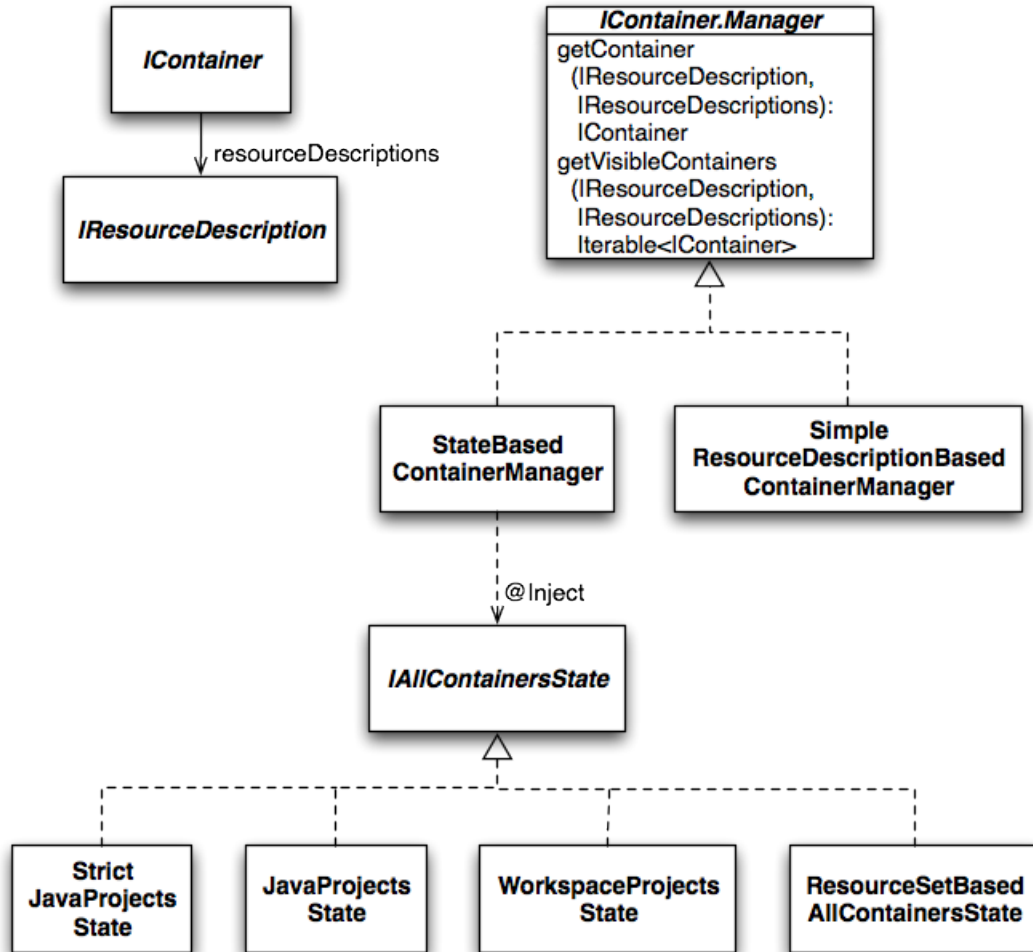 IContainer
resourceDescriptions
IResourceDescription
IContainer.Manager
getContainer
(IResourceDescription,
IResourceDescriptions):
IContainer
getVisibleContainers
(IResourceDescription,
IResourceDescriptions):
Iterable<IContainer>
StateBased
ContainerManager
Simple
ResourceDescriptionBased
ContainerManager
@Inject
IAllContainersState
Strict
JavaProjects
State
JavaProjects
State
WorkspaceProjects
State
ResourceSetBased
AllContainersState